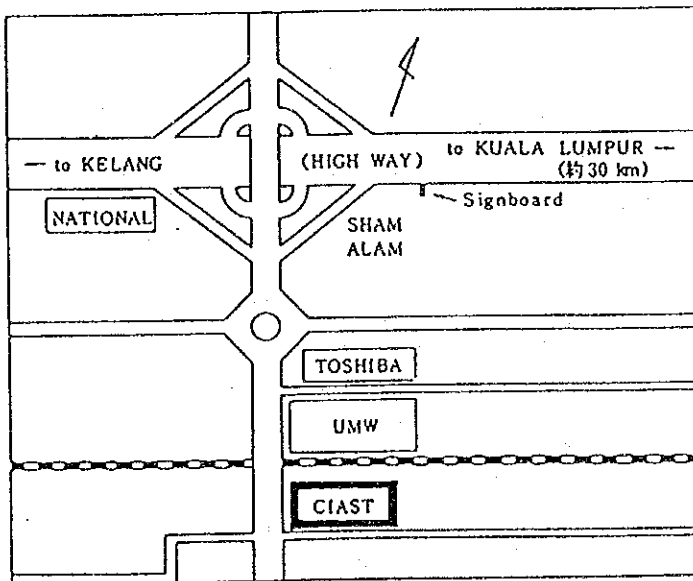 — to KELANG
(HIGH WAY)
to KUALA LUMPUR —
(約30 km)
Signboard
NATIONAL
SHAM
ALAM
TOSHIBA
UMW
CIAST